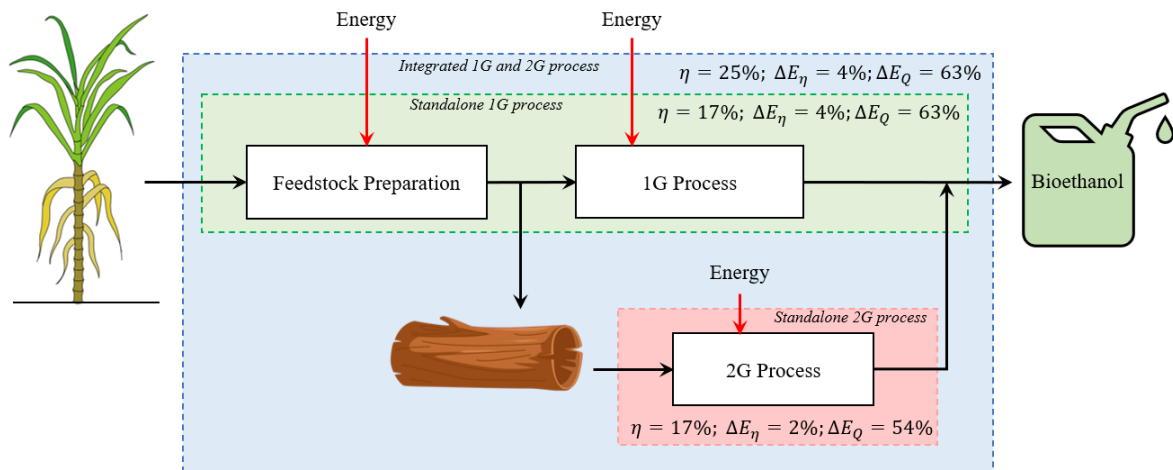 Energy
Energy
Integrated 1G and 2G process
η = 25%; ΔE_η = 4%; ΔE_Q = 63%
Standalone 1G process
η = 17%; ΔE_η = 4%; ΔE_Q = 63%
Feedstock Preparation
1G Process
Bioethanol
Energy
Standalone 2G process
2G Process
η = 17%; ΔE_η = 2%; ΔE_Q = 54%